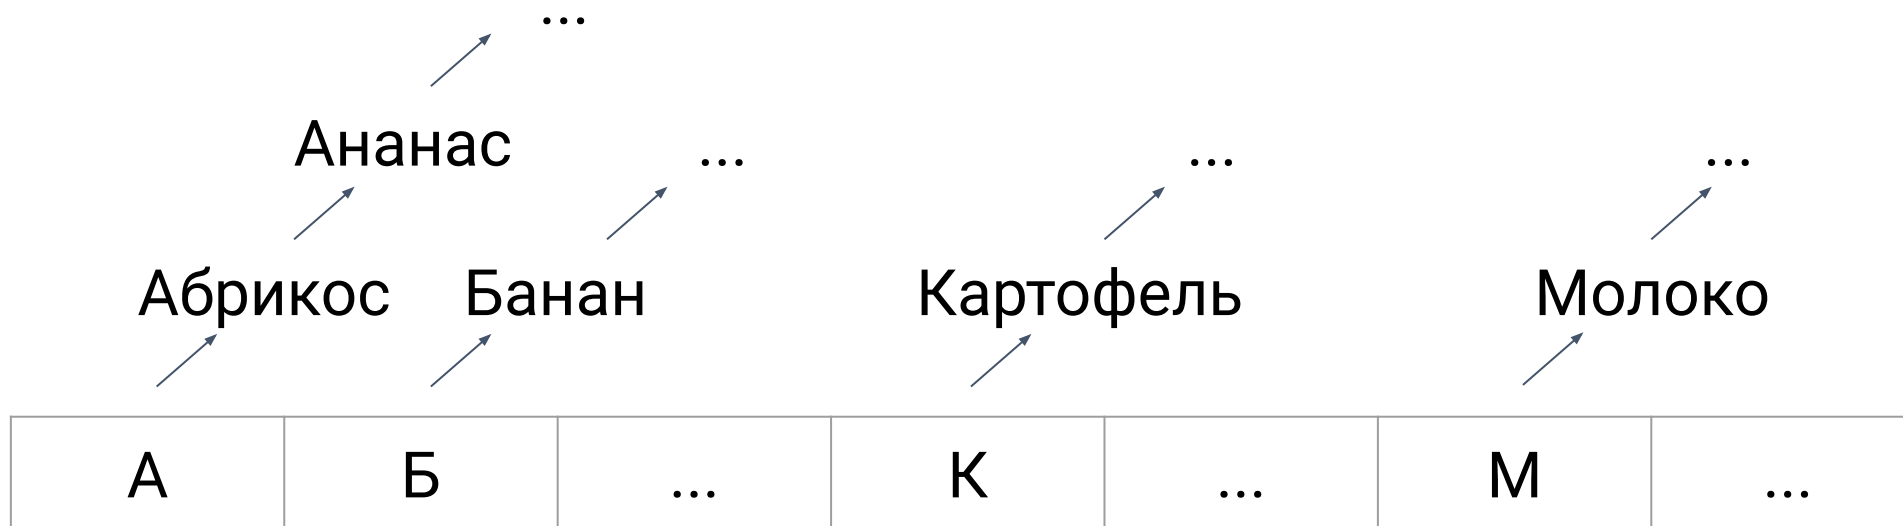 ...
Ананас ... ... ...
Абрикос Банан Картофель Молоко
А Б ... К ... М ...